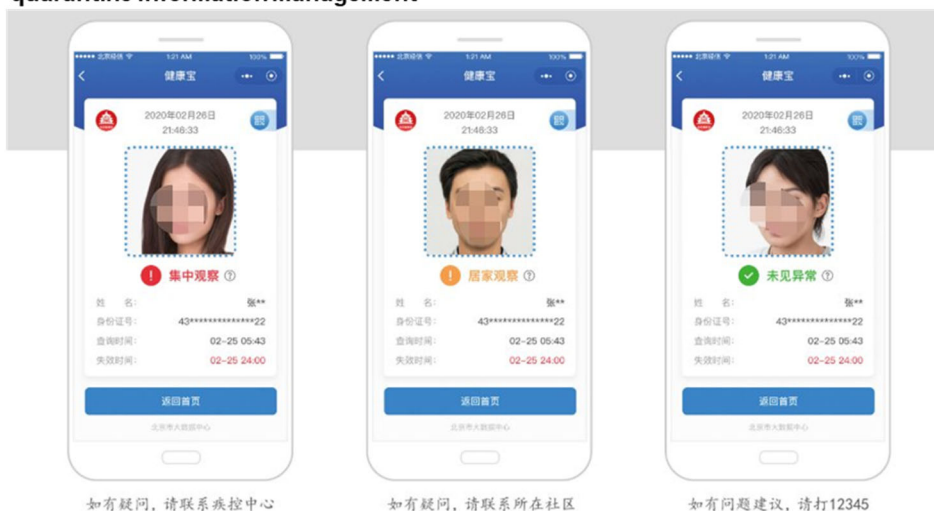 quarantine information management
●●●●● 北京移动 1:21 AM 100%
健康宝
2020年02月26日
21:46:33
集中观察 ?
姓 名: 张**
身份证号: 43**************22
查询时间: 02-25 05:43
失效时间: 02-25 24:00
返回首页
北京市大数据中心
如有疑问, 请联系疾控中心
1:21 AM 100%
健康宝
2020年02月26日
21:46:33
居家观察 ?
姓 名: 张**
身份证号: 43**************22
查询时间: 02-25 05:43
失效时间: 02-25 24:00
返回首页
北京市大数据中心
如有疑问, 请联系所在社区
1:21 AM 100%
健康宝
2020年02月26日
21:46:33
未见异常 ?
姓 名: 张**
身份证号: 43**************22
查询时间: 02-25 05:43
失效时间: 02-25 24:00
返回首页
北京市大数据中心
如有问题建议, 请打12345